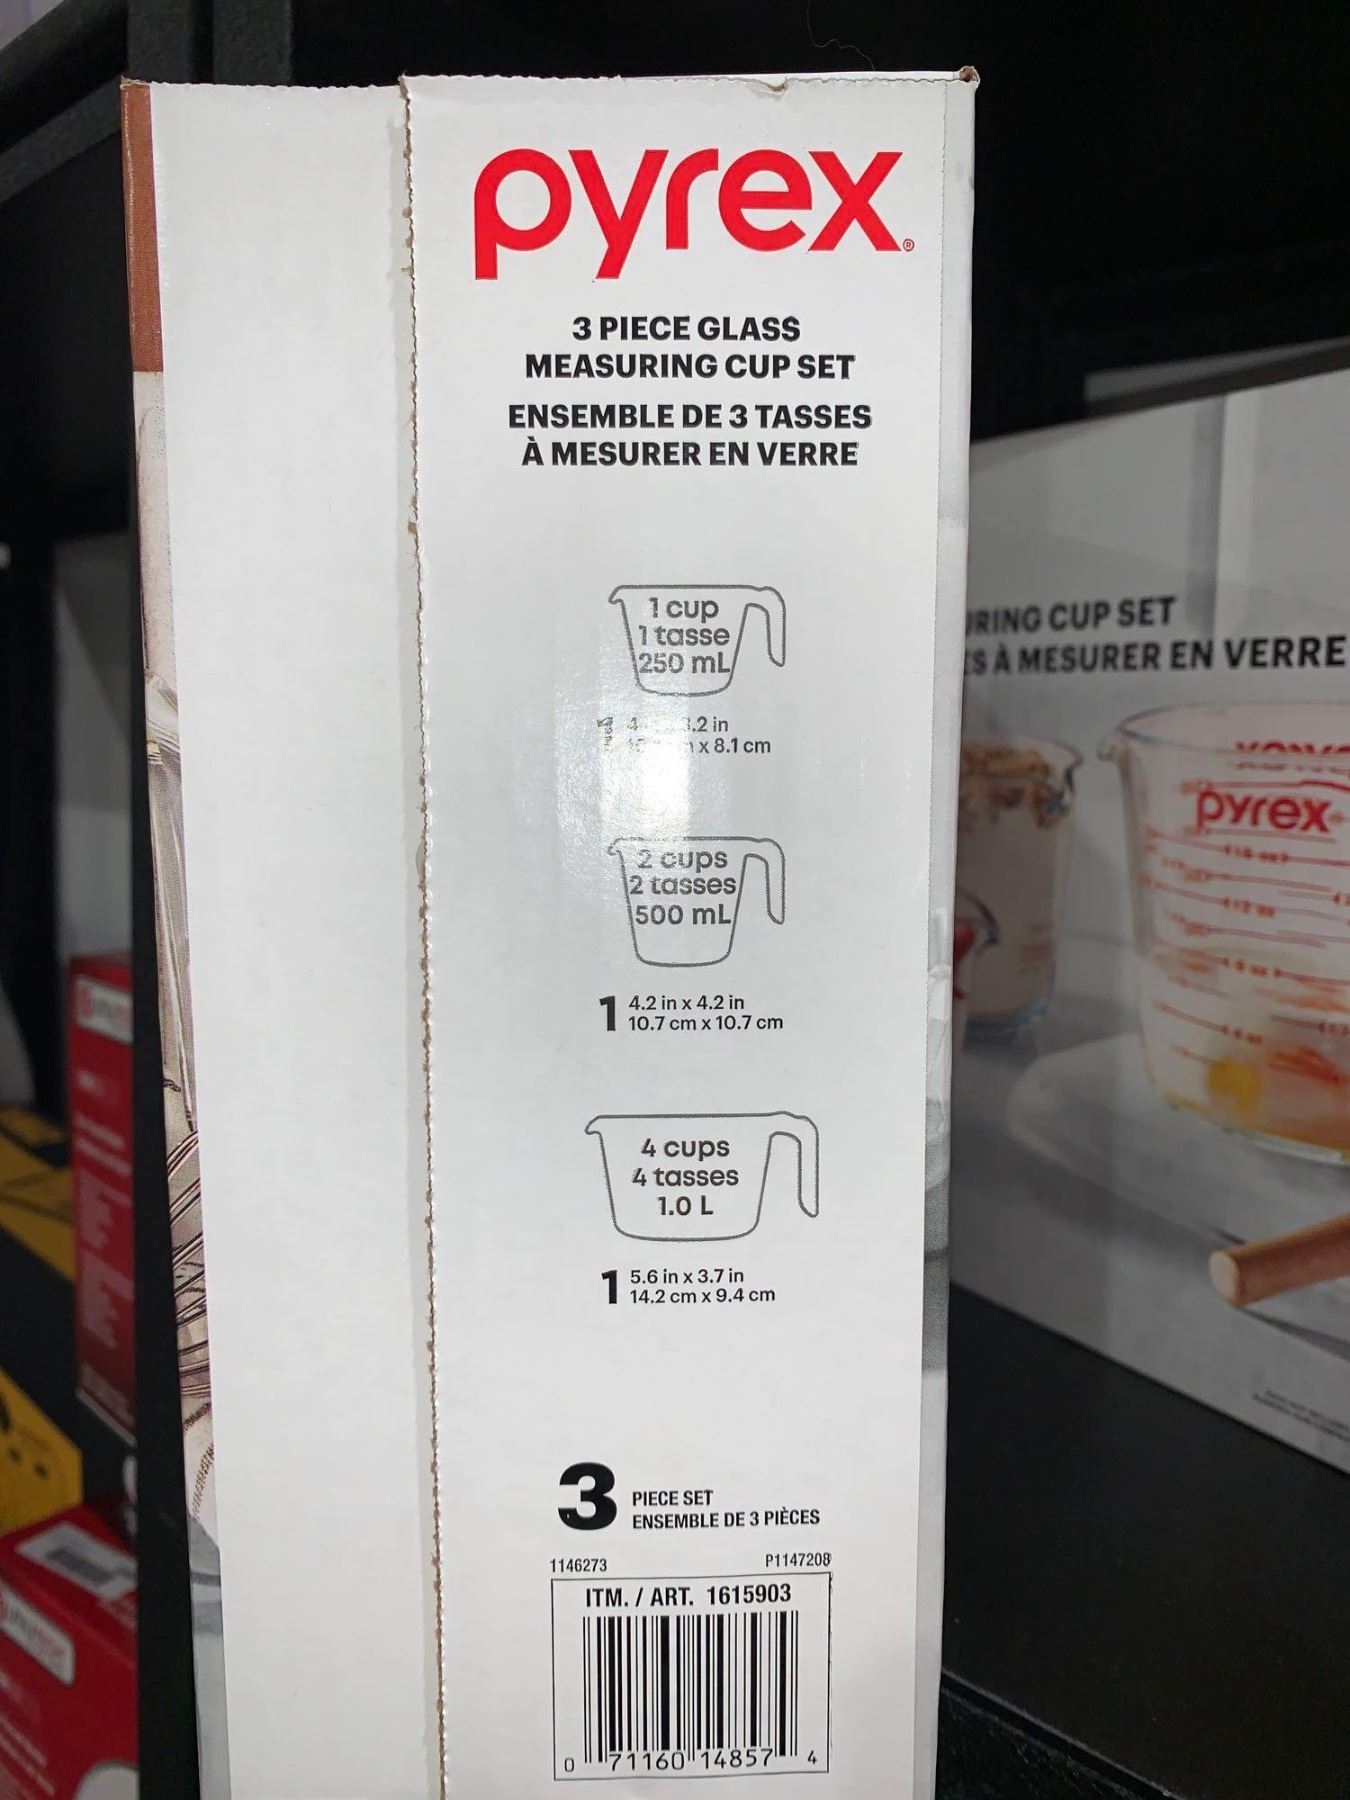 pyrex®
3 PIECE GLASS
MEASURING CUP SET
ENSEMBLE DE 3 TASSES
À MESURER EN VERRE
1 cup
1 tasse
250 mL
.2 in
x 8.1 cm
2 cups
2 tasses
500 mL
1 4.2 in x 4.2 in
10.7 cm x 10.7 cm
4 cups
4 tasses
1.0 L
1 5.6 in x 3.7 in
14.2 cm x 9.4 cm
3 PIECE SET
ENSEMBLE DE 3 PIÈCES
1146273 P1147208
ITM. / ART. 1615903
0 71160 14857 4
RING CUP SET
S À MESURER EN VERRE
pyrex